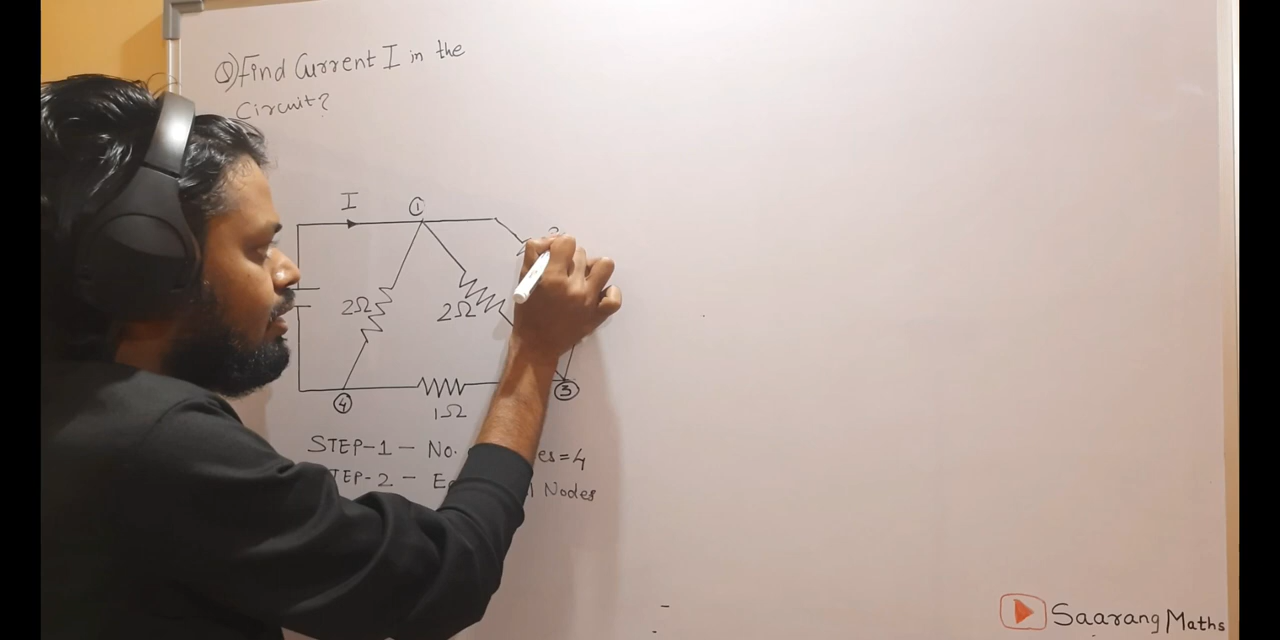 Q) Find Current I in the
Circuit?
I
①
2Ω
2Ω
④
1Ω
③
STEP-1 - No. es=4
TEP-2 - Nodes
Saarang Maths